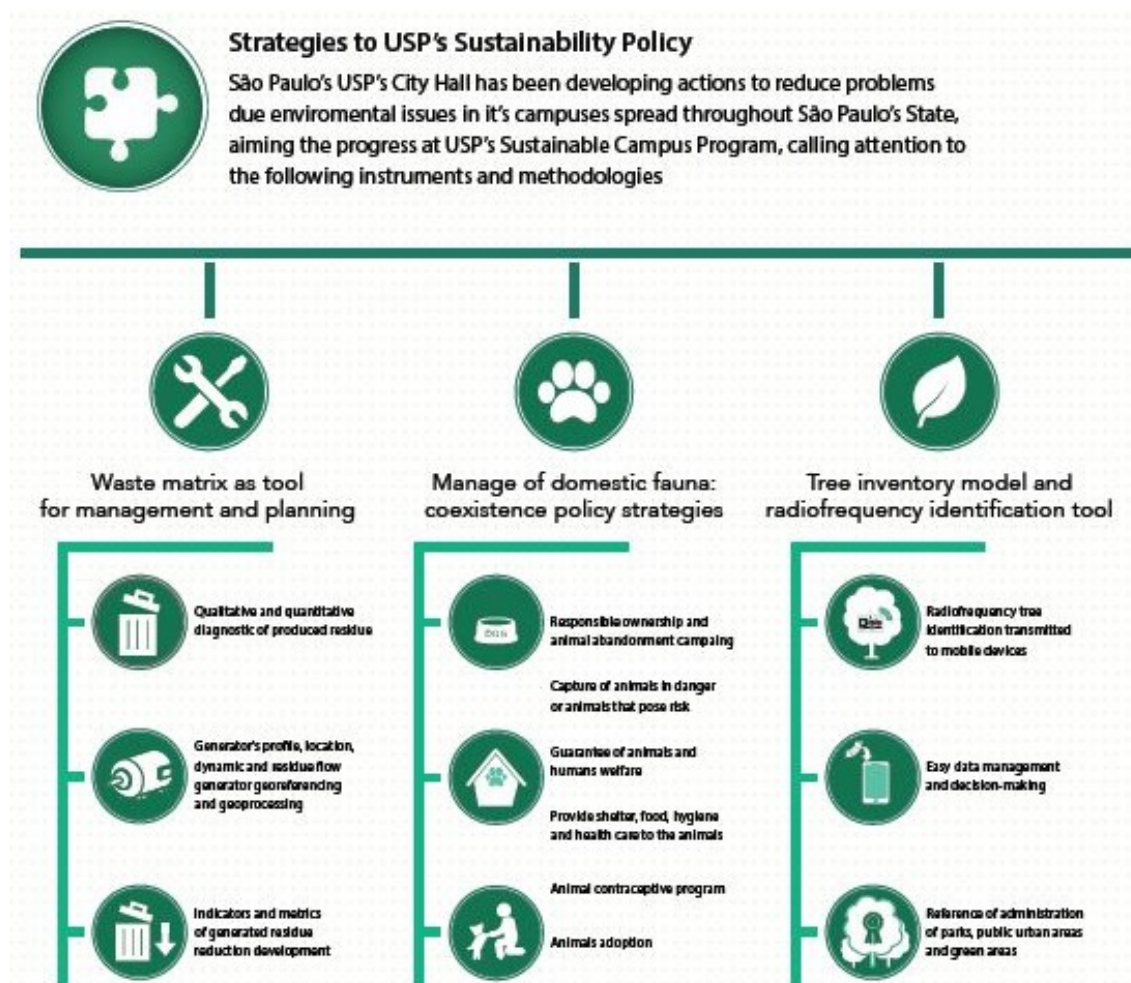 Strategies to USP's Sustainability Policy
São Paulo's USP's City Hall has been developing actions to reduce problems
due enviromental issues in it's campuses spread throughout São Paulo's State,
aiming the progress at USP's Sustainable Campus Program, calling attention to
the following instruments and methodologies
Waste matrix as tool
for management and planning
Qualitative and quantitative
diagnostic of produced residue
Generator's profile, location,
dynamic and residue flow
generator georeferencing
and geoprocessing
Indicators and metrics
of generated residue
reduction development
Manage of domestic fauna:
coexistence policy strategies
DOG
Responsible ownership and
animal abandonment campaing
Capture of animals in danger
or animals that pose risk
Guarantee of animals and
humans welfare
Provide shelter, food, hygiene
and health care to the animals
Animal contraceptive program
Animals adoption
Tree inventory model and
radiofrequency identification tool
Radiofrequency tree
identification transmitted
to mobile devices
Easy data management
and decision-making
Reference of administration
of parks, public urban areas
and green areas